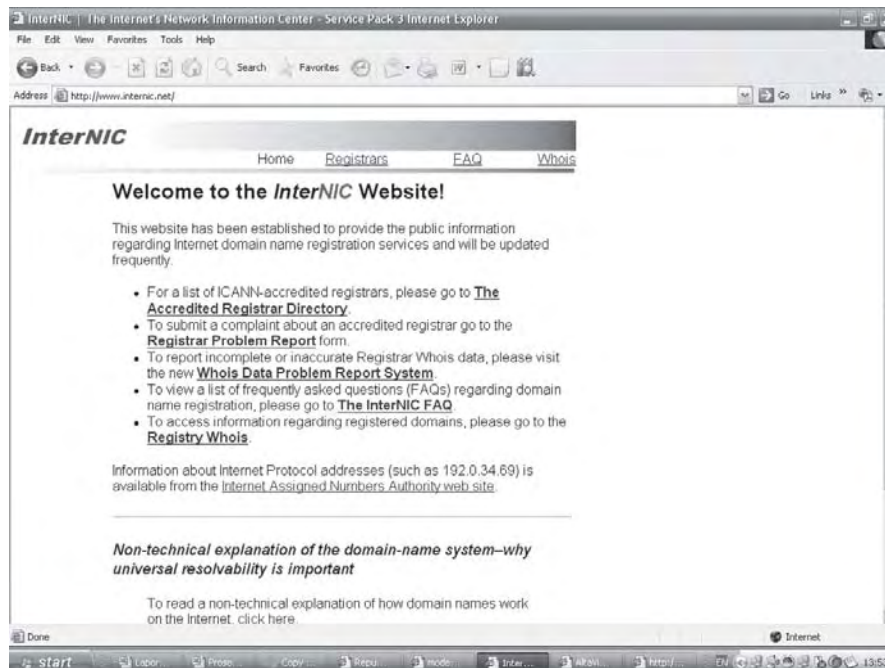 InterNIC | The Internet's Network Information Center - Service Pack 3 Internet Explorer
File Edit View Favorites Tools Help
Back Search Favorites
Address http://www.internic.net/ Go Links »
InterNIC
Home Registrars FAQ Whois
Welcome to the InterNIC Website!
This website has been established to provide the public information
regarding Internet domain name registration services and will be updated
frequently.
• For a list of ICANN-accredited registrars, please go to The
Accredited Registrar Directory.
• To submit a complaint about an accredited registrar go to the
Registrar Problem Report form.
• To report incomplete or inaccurate Registrar Whois data, please visit
the new Whois Data Problem Report System.
• To view a list of frequently asked questions (FAQs) regarding domain
name registration, please go to The InterNIC FAQ.
• To access information regarding registered domains, please go to the
Registry Whois.
Information about Internet Protocol addresses (such as 192.0.34.69) is
available from the Internet Assigned Numbers Authority web site.
Non-technical explanation of the domain-name system–why
universal resolvability is important
To read a non-technical explanation of how domain names work
on the Internet, click here.
Done Internet
start Labor... Prose... Copy ... Repu... mode... Inter... Altavi... http:/... EN